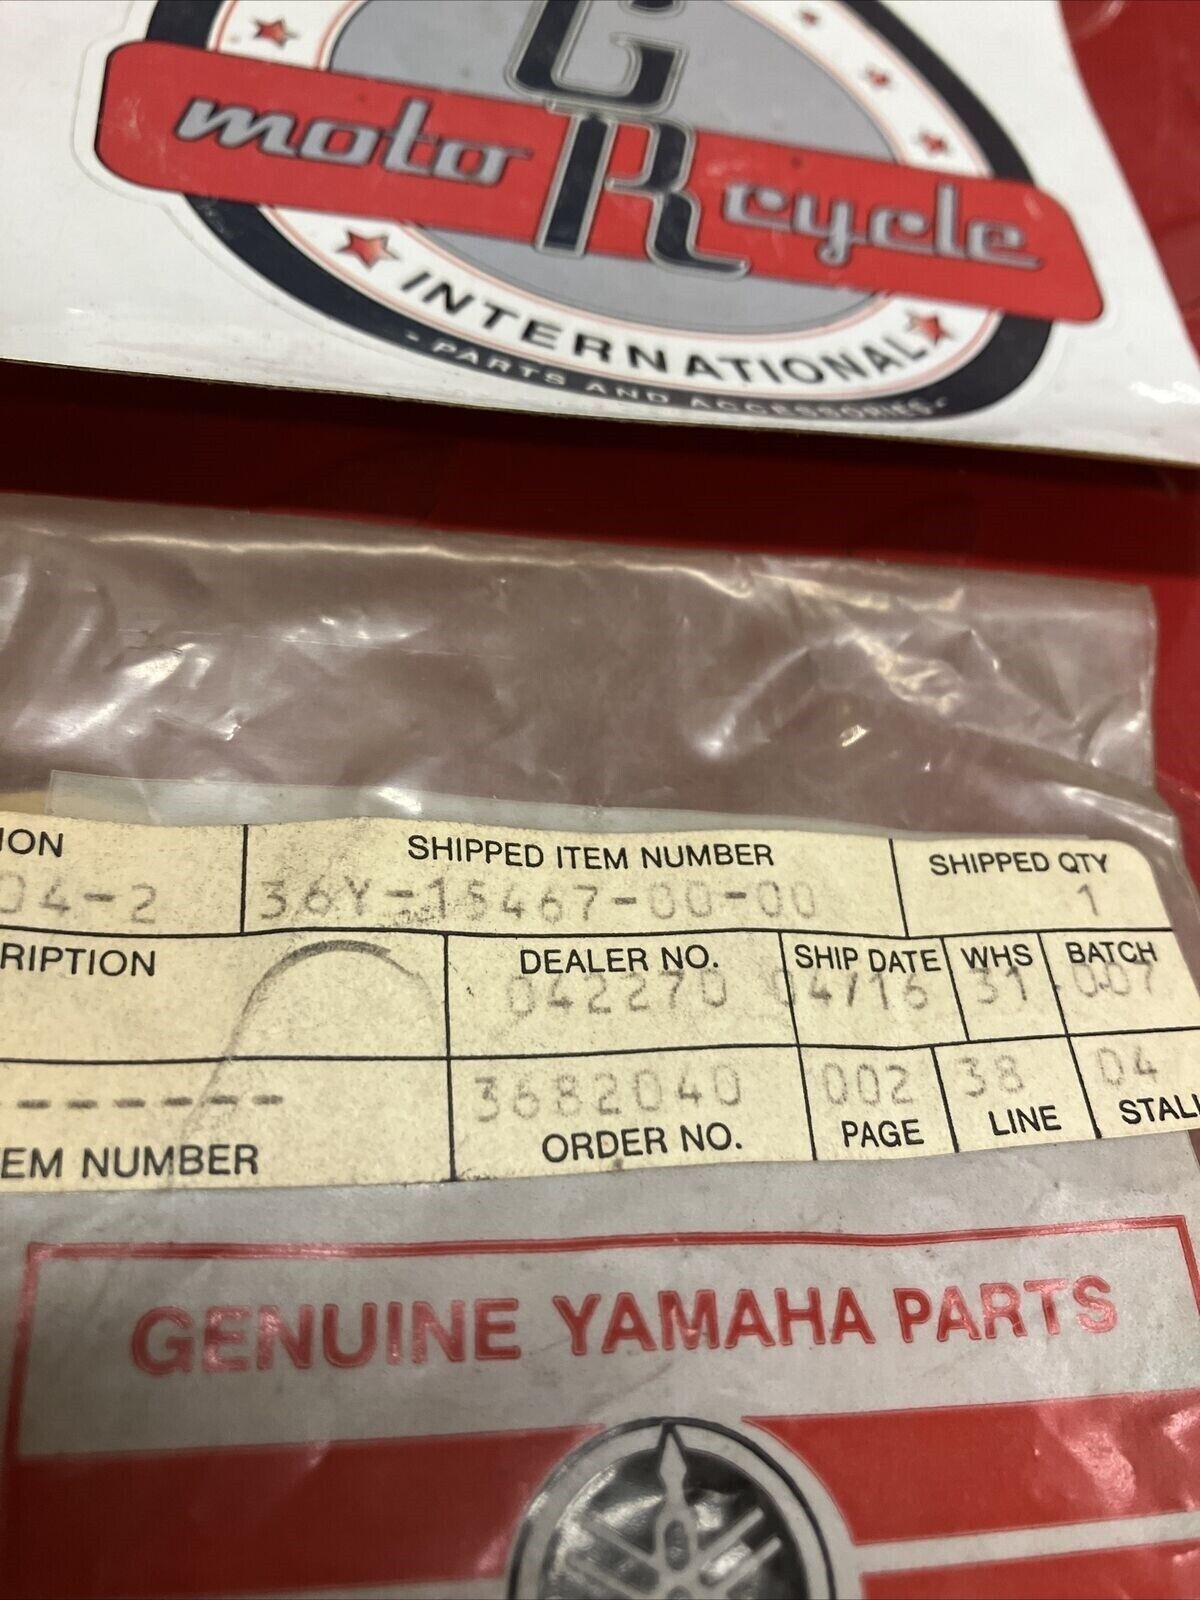 GR
moto cycle
INTERNATIONAL
- PARTS AND ACCESSORIES -
ION SHIPPED ITEM NUMBER SHIPPED QTY
04-2 36Y-15467-00-00 1
RIPTION DEALER NO. SHIP DATE WHS BATCH
042270 04/16 31 007
------- 3682040 002 38 04
EM NUMBER ORDER NO. PAGE LINE STALL
GENUINE YAMAHA PARTS